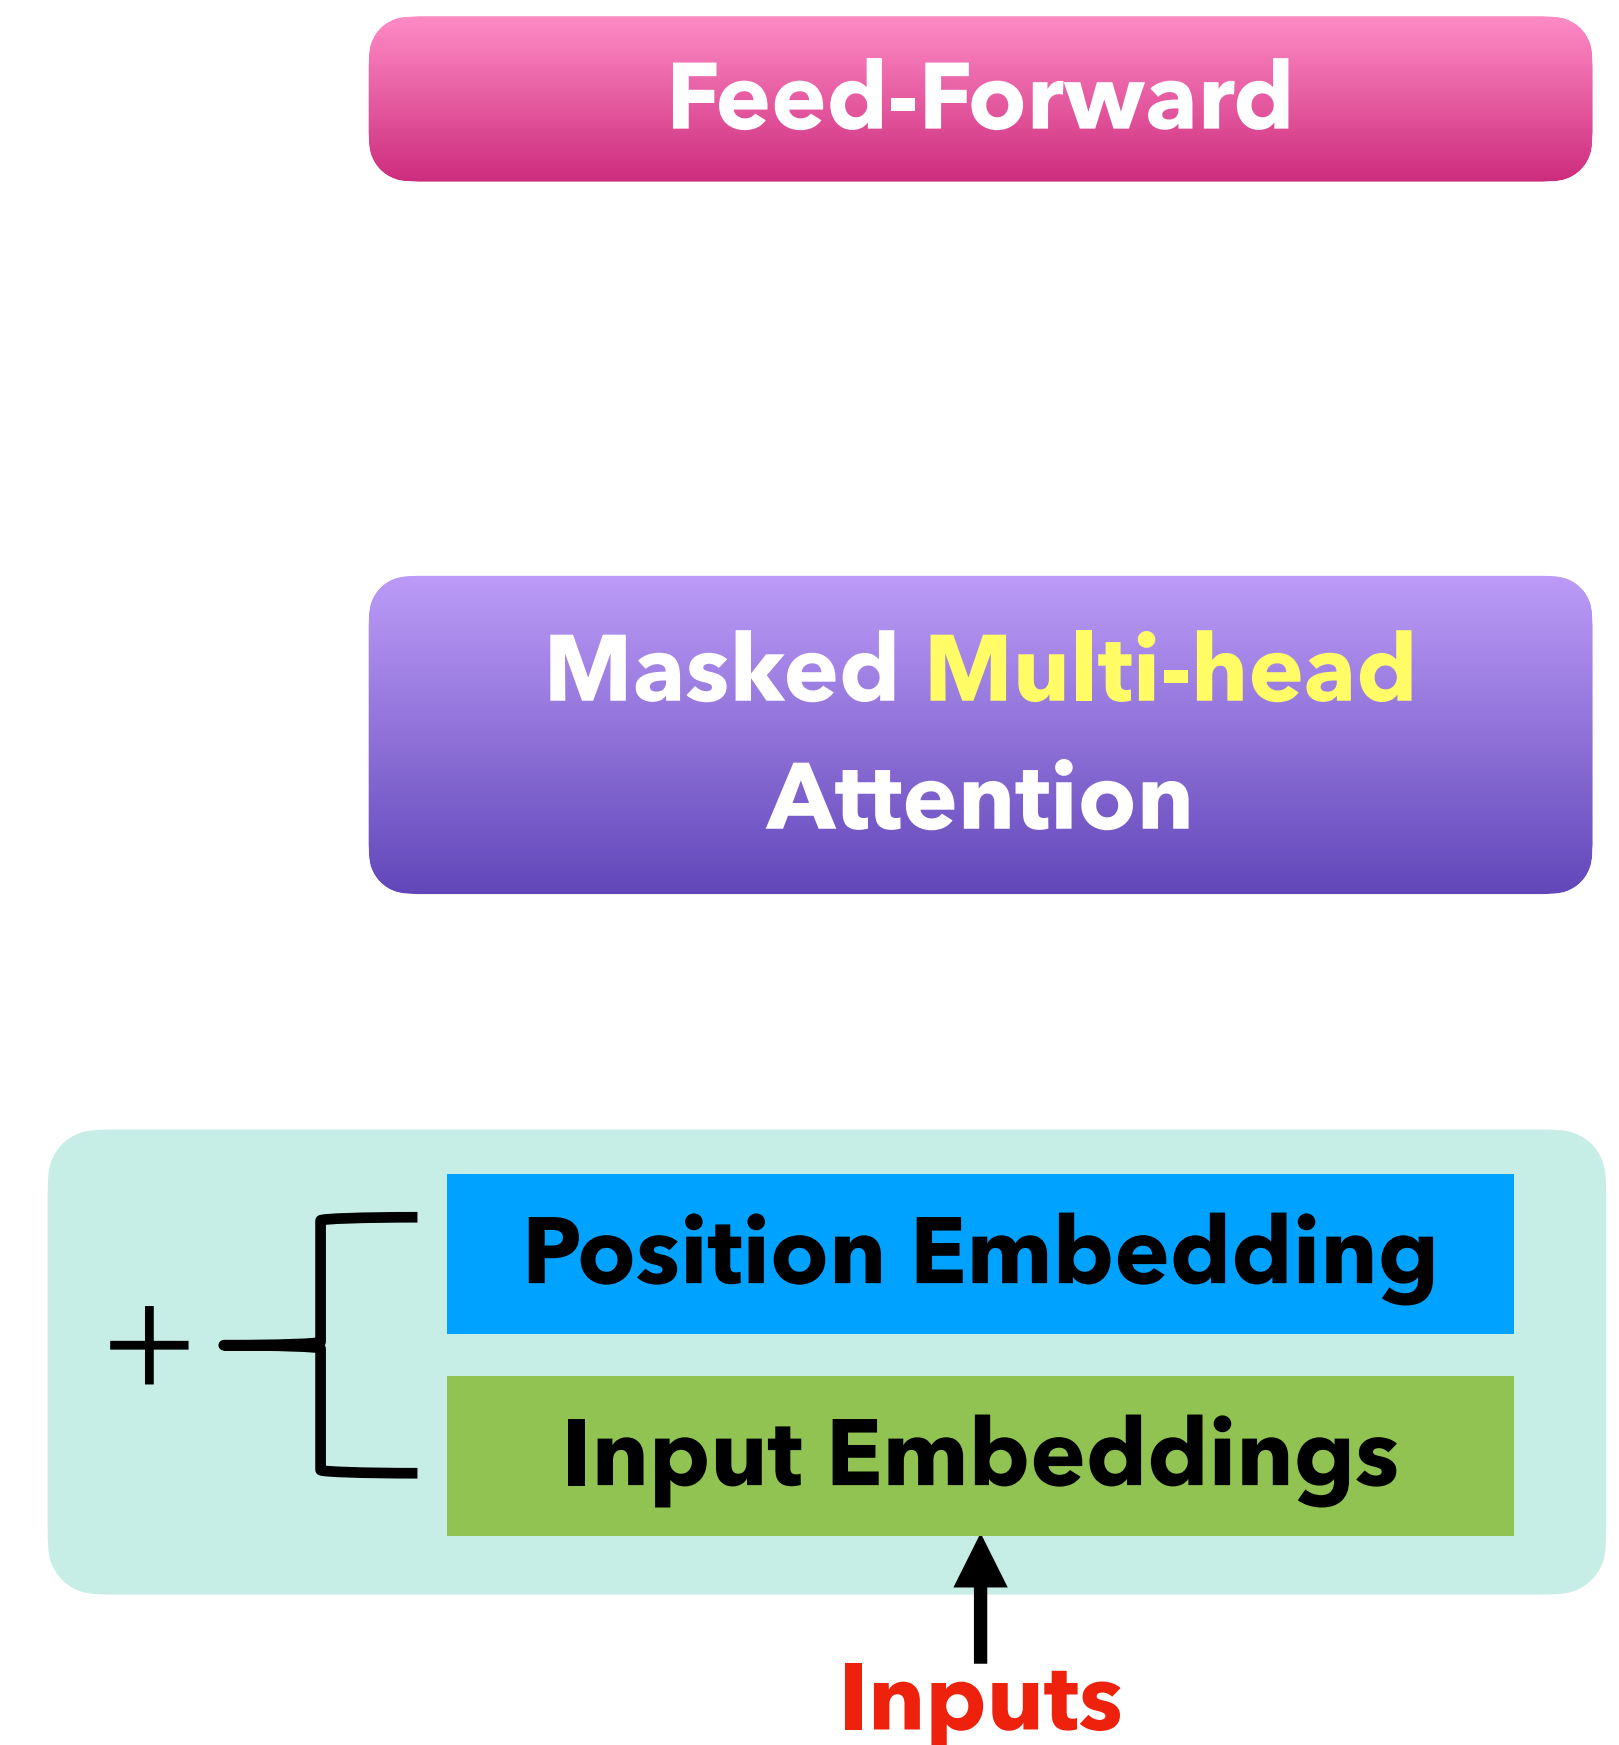 Feed-Forward
Masked Multi-head
Attention
Position Embedding
+
Input Embeddings
Inputs